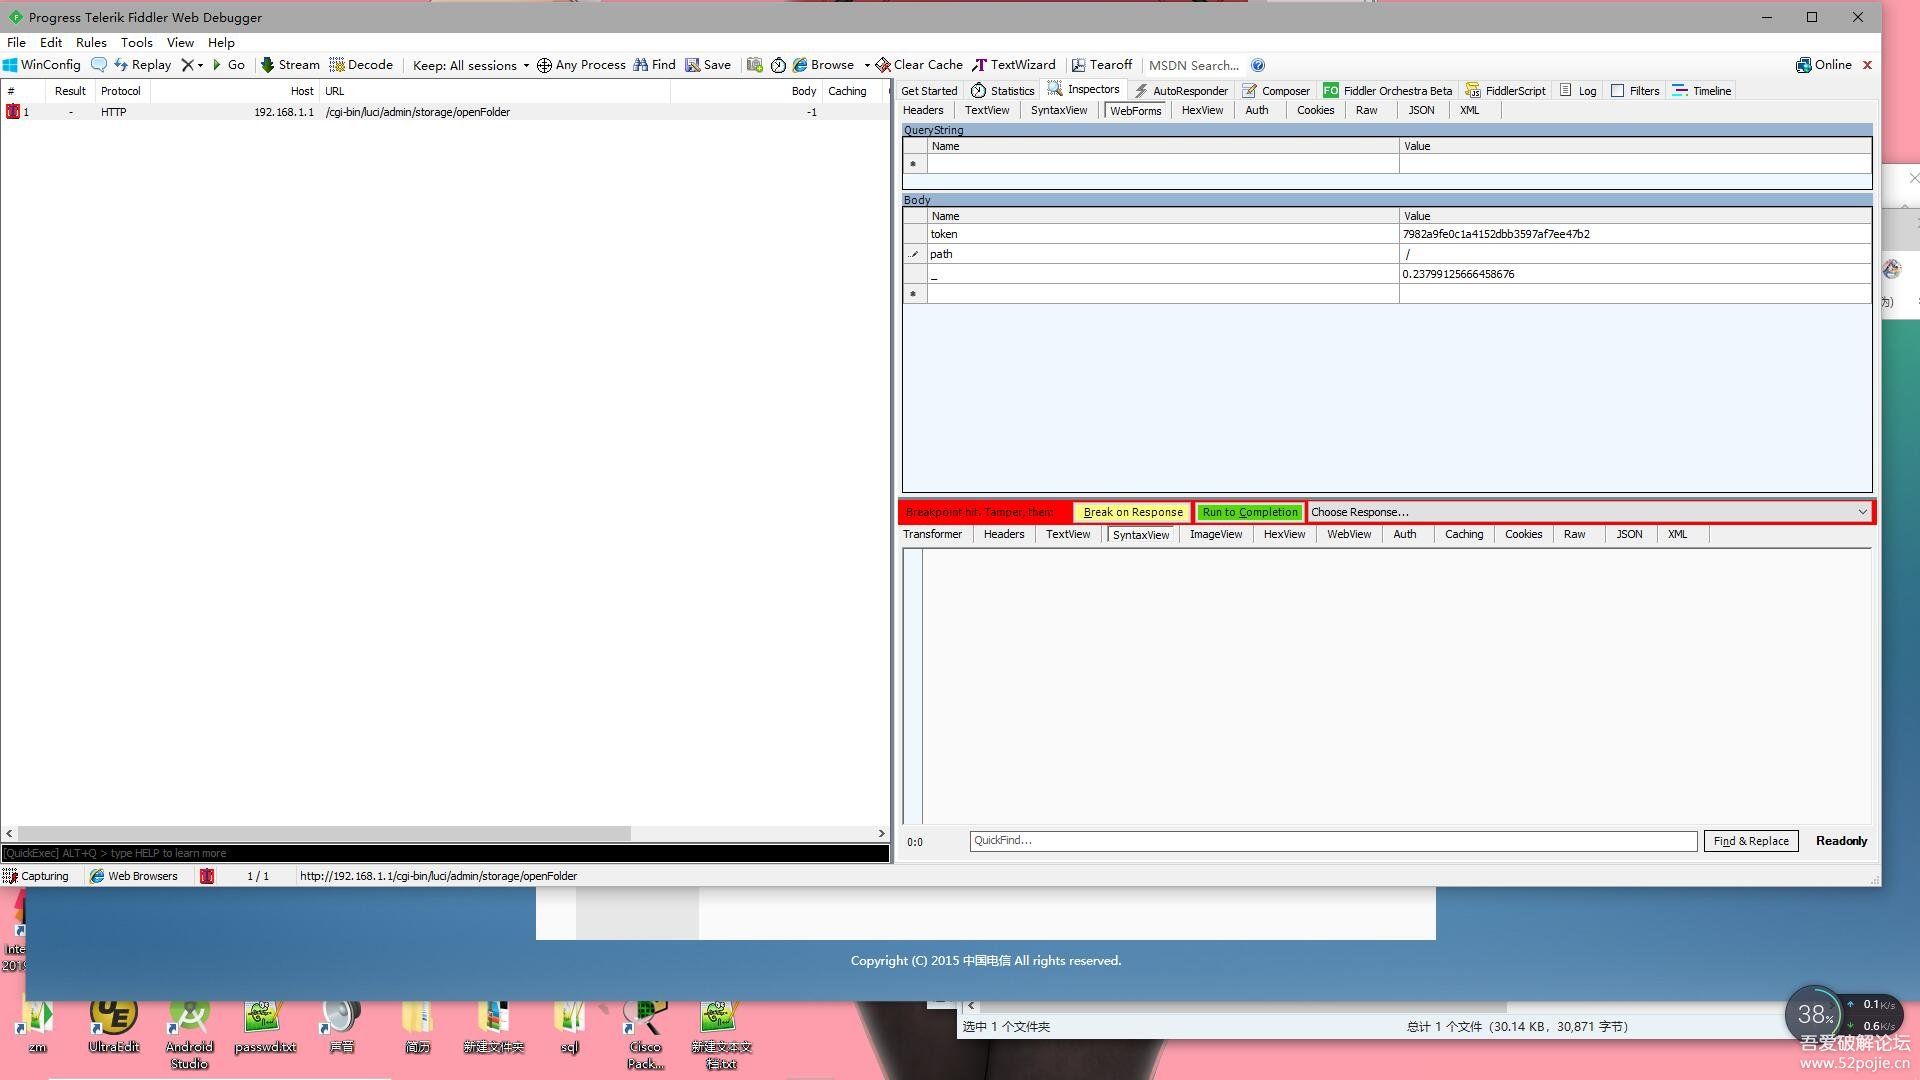 Progress Telerik Fiddler Web Debugger
File Edit Rules Tools View Help
WinConfig Replay Go Stream Decode Keep: All sessions Any Process Find Save Browse Clear Cache TextWizard Tearoff MSDN Search... Online
# Result Protocol Host URL Body Caching
1 - HTTP 192.168.1.1 /cgi-bin/luci/admin/storage/openFolder -1
Get Started Statistics Inspectors AutoResponder Composer FO Fiddler Orchestra Beta FiddlerScript Log Filters Timeline
Headers TextView SyntaxView WebForms HexView Auth Cookies Raw JSON XML
QueryString
Name Value
*
Body
Name Value
token 7982a9fe0c1a4152dbb3597af7ee47b2
path /
_ 0.23799125666458676
*
Breakpoint hit. Tamper, then: Break on Response Run to Completion Choose Response...
Transformer Headers TextView SyntaxView ImageView HexView WebView Auth Caching Cookies Raw JSON XML
0:0 QuickFind... Find & Replace Readonly
[QuickExec] ALT+Q > type HELP to learn more
Capturing Web Browsers 1 / 1 http://192.168.1.1/cgi-bin/luci/admin/storage/openFolder
为)
Copyright (C) 2015 中国电信 All rights reserved.
Inte
2019
zm
UltraEdit
Android
Studio
passwd.txt
声音
简历
新建文件夹
sql
Cisco
Pack...
新建文本文
档.txt
选中 1 个文件夹
总计 1 个文件（30.14 KB，30,871 字节）
38%
0.1K/s
0.6K/s
吾爱破解论坛
www.52pojie.cn